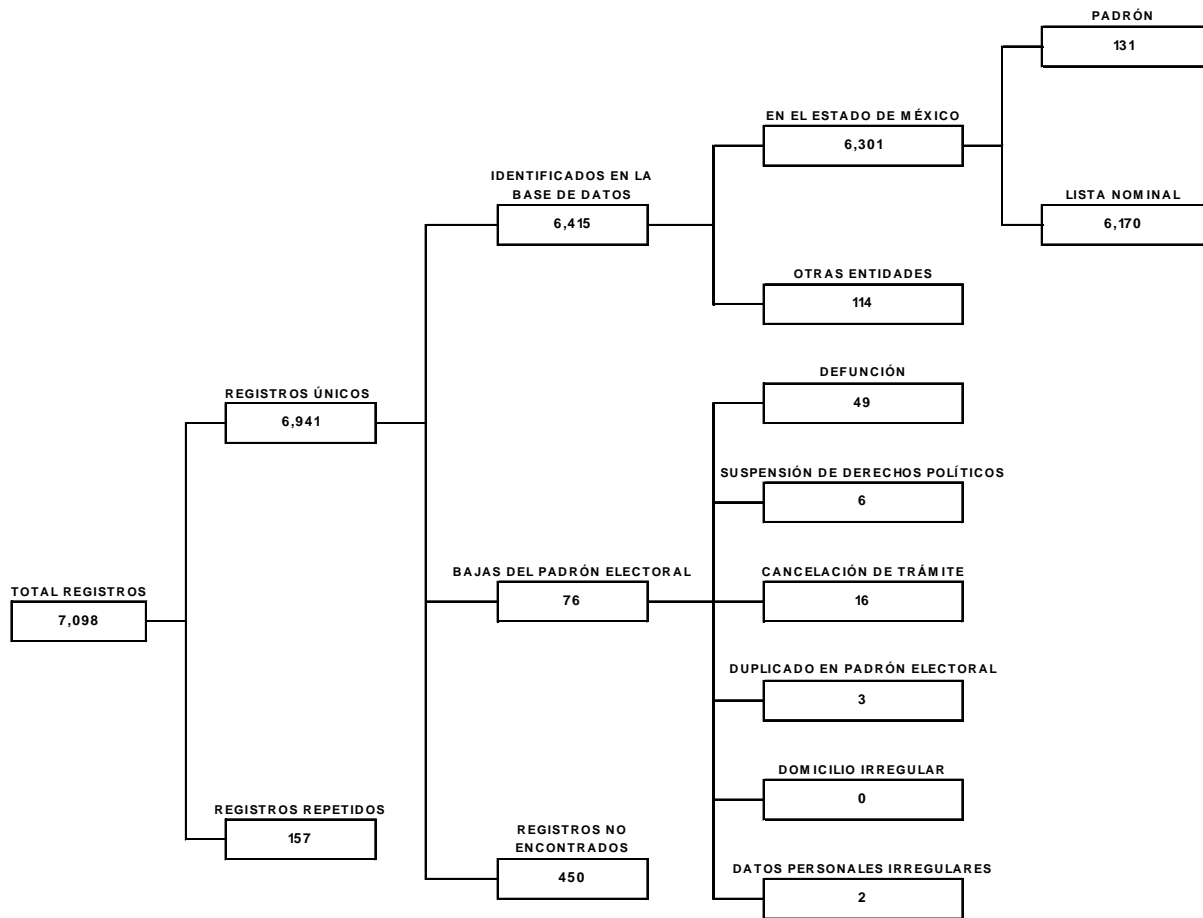 PADRÓN
131
EN EL ESTADO DE MÉXICO
6,301
IDENTIFICADOS EN LA
BASE DE DATOS
6,415
LISTA NOMINAL
6,170
OTRAS ENTIDADES
114
DEFUNCIÓN
49
REGISTROS ÚNICOS
6,941
SUSPENSIÓN DE DERECHOS POLÍTICOS
6
BAJAS DEL PADRÓN ELECTORAL
76
CANCELACIÓN DE TRÁMITE
16
TOTAL REGISTROS
7,098
DUPLICADO EN PADRÓN ELECTORAL
3
DOMICILIO IRREGULAR
0
REGISTROS REPETIDOS
157
REGISTROS NO
ENCONTRADOS
450
DATOS PERSONALES IRREGULARES
2